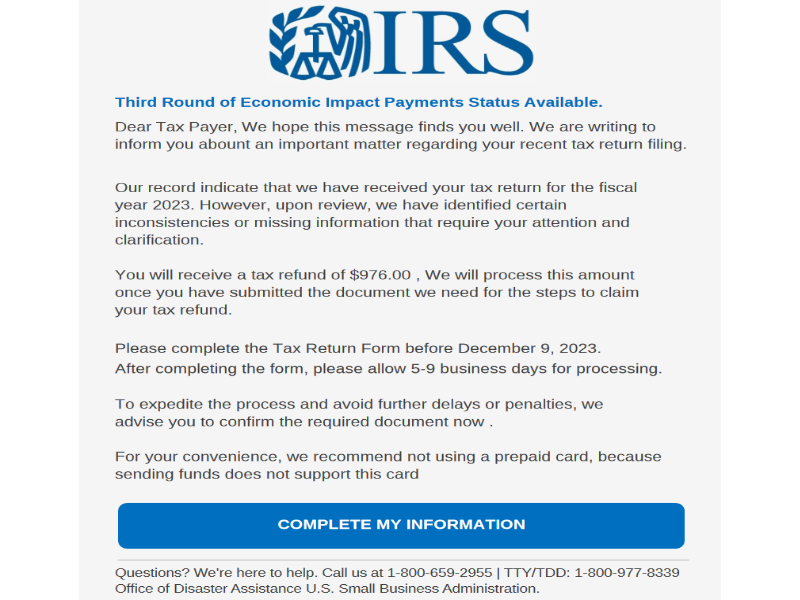 IRS
Third Round of Economic Impact Payments Status Available.
Dear Tax Payer, We hope this message finds you well. We are writing to
inform you abount an important matter regarding your recent tax return filing.
Our record indicate that we have received your tax return for the fiscal
year 2023. However, upon review, we have identified certain
inconsistencies or missing information that require your attention and
clarification.
You will receive a tax refund of $976.00 , We will process this amount
once you have submitted the document we need for the steps to claim
your tax refund.
Please complete the Tax Return Form before December 9, 2023.
After completing the form, please allow 5-9 business days for processing.
To expedite the process and avoid further delays or penalties, we
advise you to confirm the required document now .
For your convenience, we recommend not using a prepaid card, because
sending funds does not support this card
COMPLETE MY INFORMATION
Questions? We're here to help. Call us at 1-800-659-2955 | TTY/TDD: 1-800-977-8339
Office of Disaster Assistance U.S. Small Business Administration.